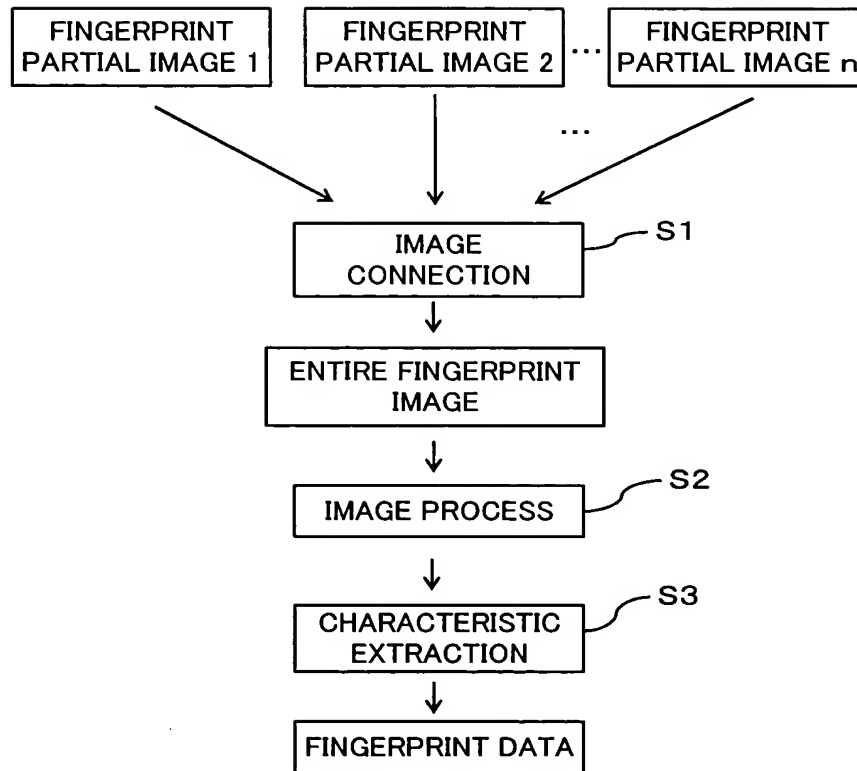 FINGERPRINT
PARTIAL IMAGE 1
FINGERPRINT
PARTIAL IMAGE 2
...
FINGERPRINT
PARTIAL IMAGE n
...
IMAGE
CONNECTION
S1
ENTIRE FINGERPRINT
IMAGE
IMAGE PROCESS
S2
CHARACTERISTIC
EXTRACTION
S3
FINGERPRINT DATA